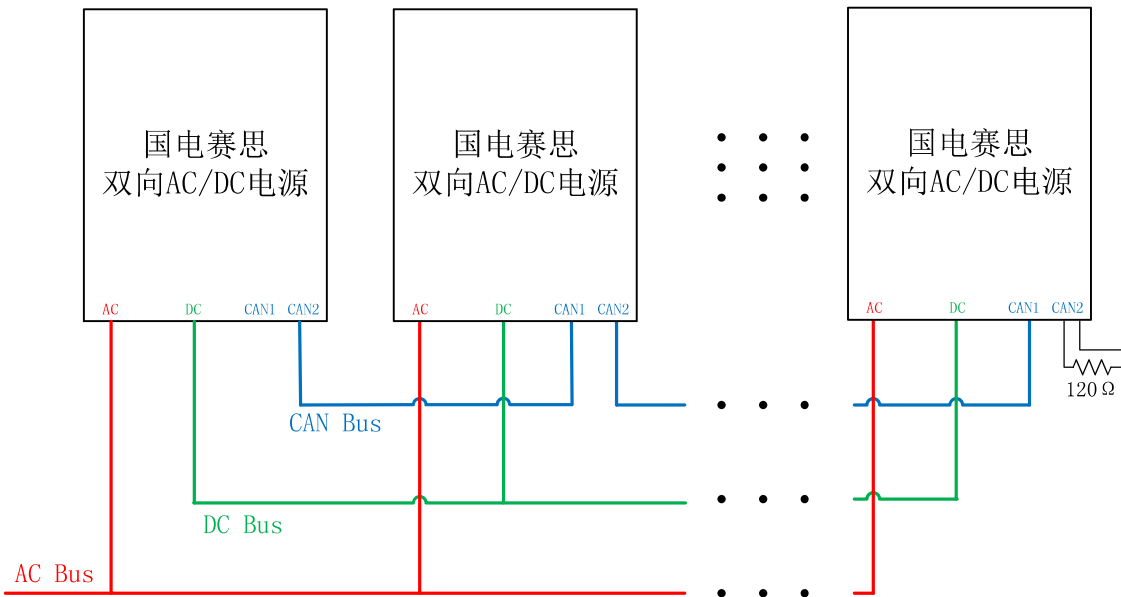 国电赛思
双向AC/DC电源
国电赛思
双向AC/DC电源
国电赛思
双向AC/DC电源
AC DC CAN1 CAN2
AC DC CAN1 CAN2
AC DC CAN1 CAN2
120Ω
CAN Bus
DC Bus
AC Bus